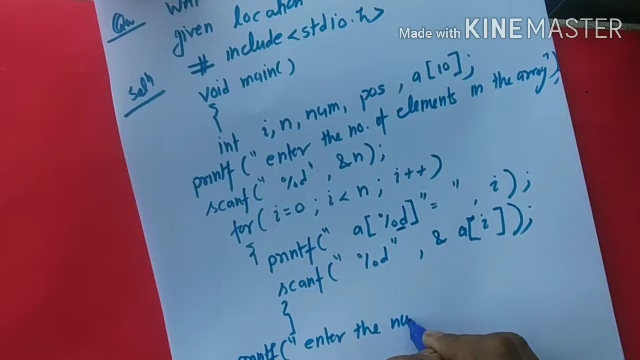 Made with KINEMASTER
Qu
given location
# include<stdio.h>
Solⁿ
void main()
{
int i, n, num, pos, a[10];
printf(" enter the no. of elements in the array");
scanf(" %d", &n);
for( i=0 ; i<n ; i++)
{ printf(" a[%d]"=" , i);
scanf(" %d" , & a[i]);
}
printf(" enter the nu